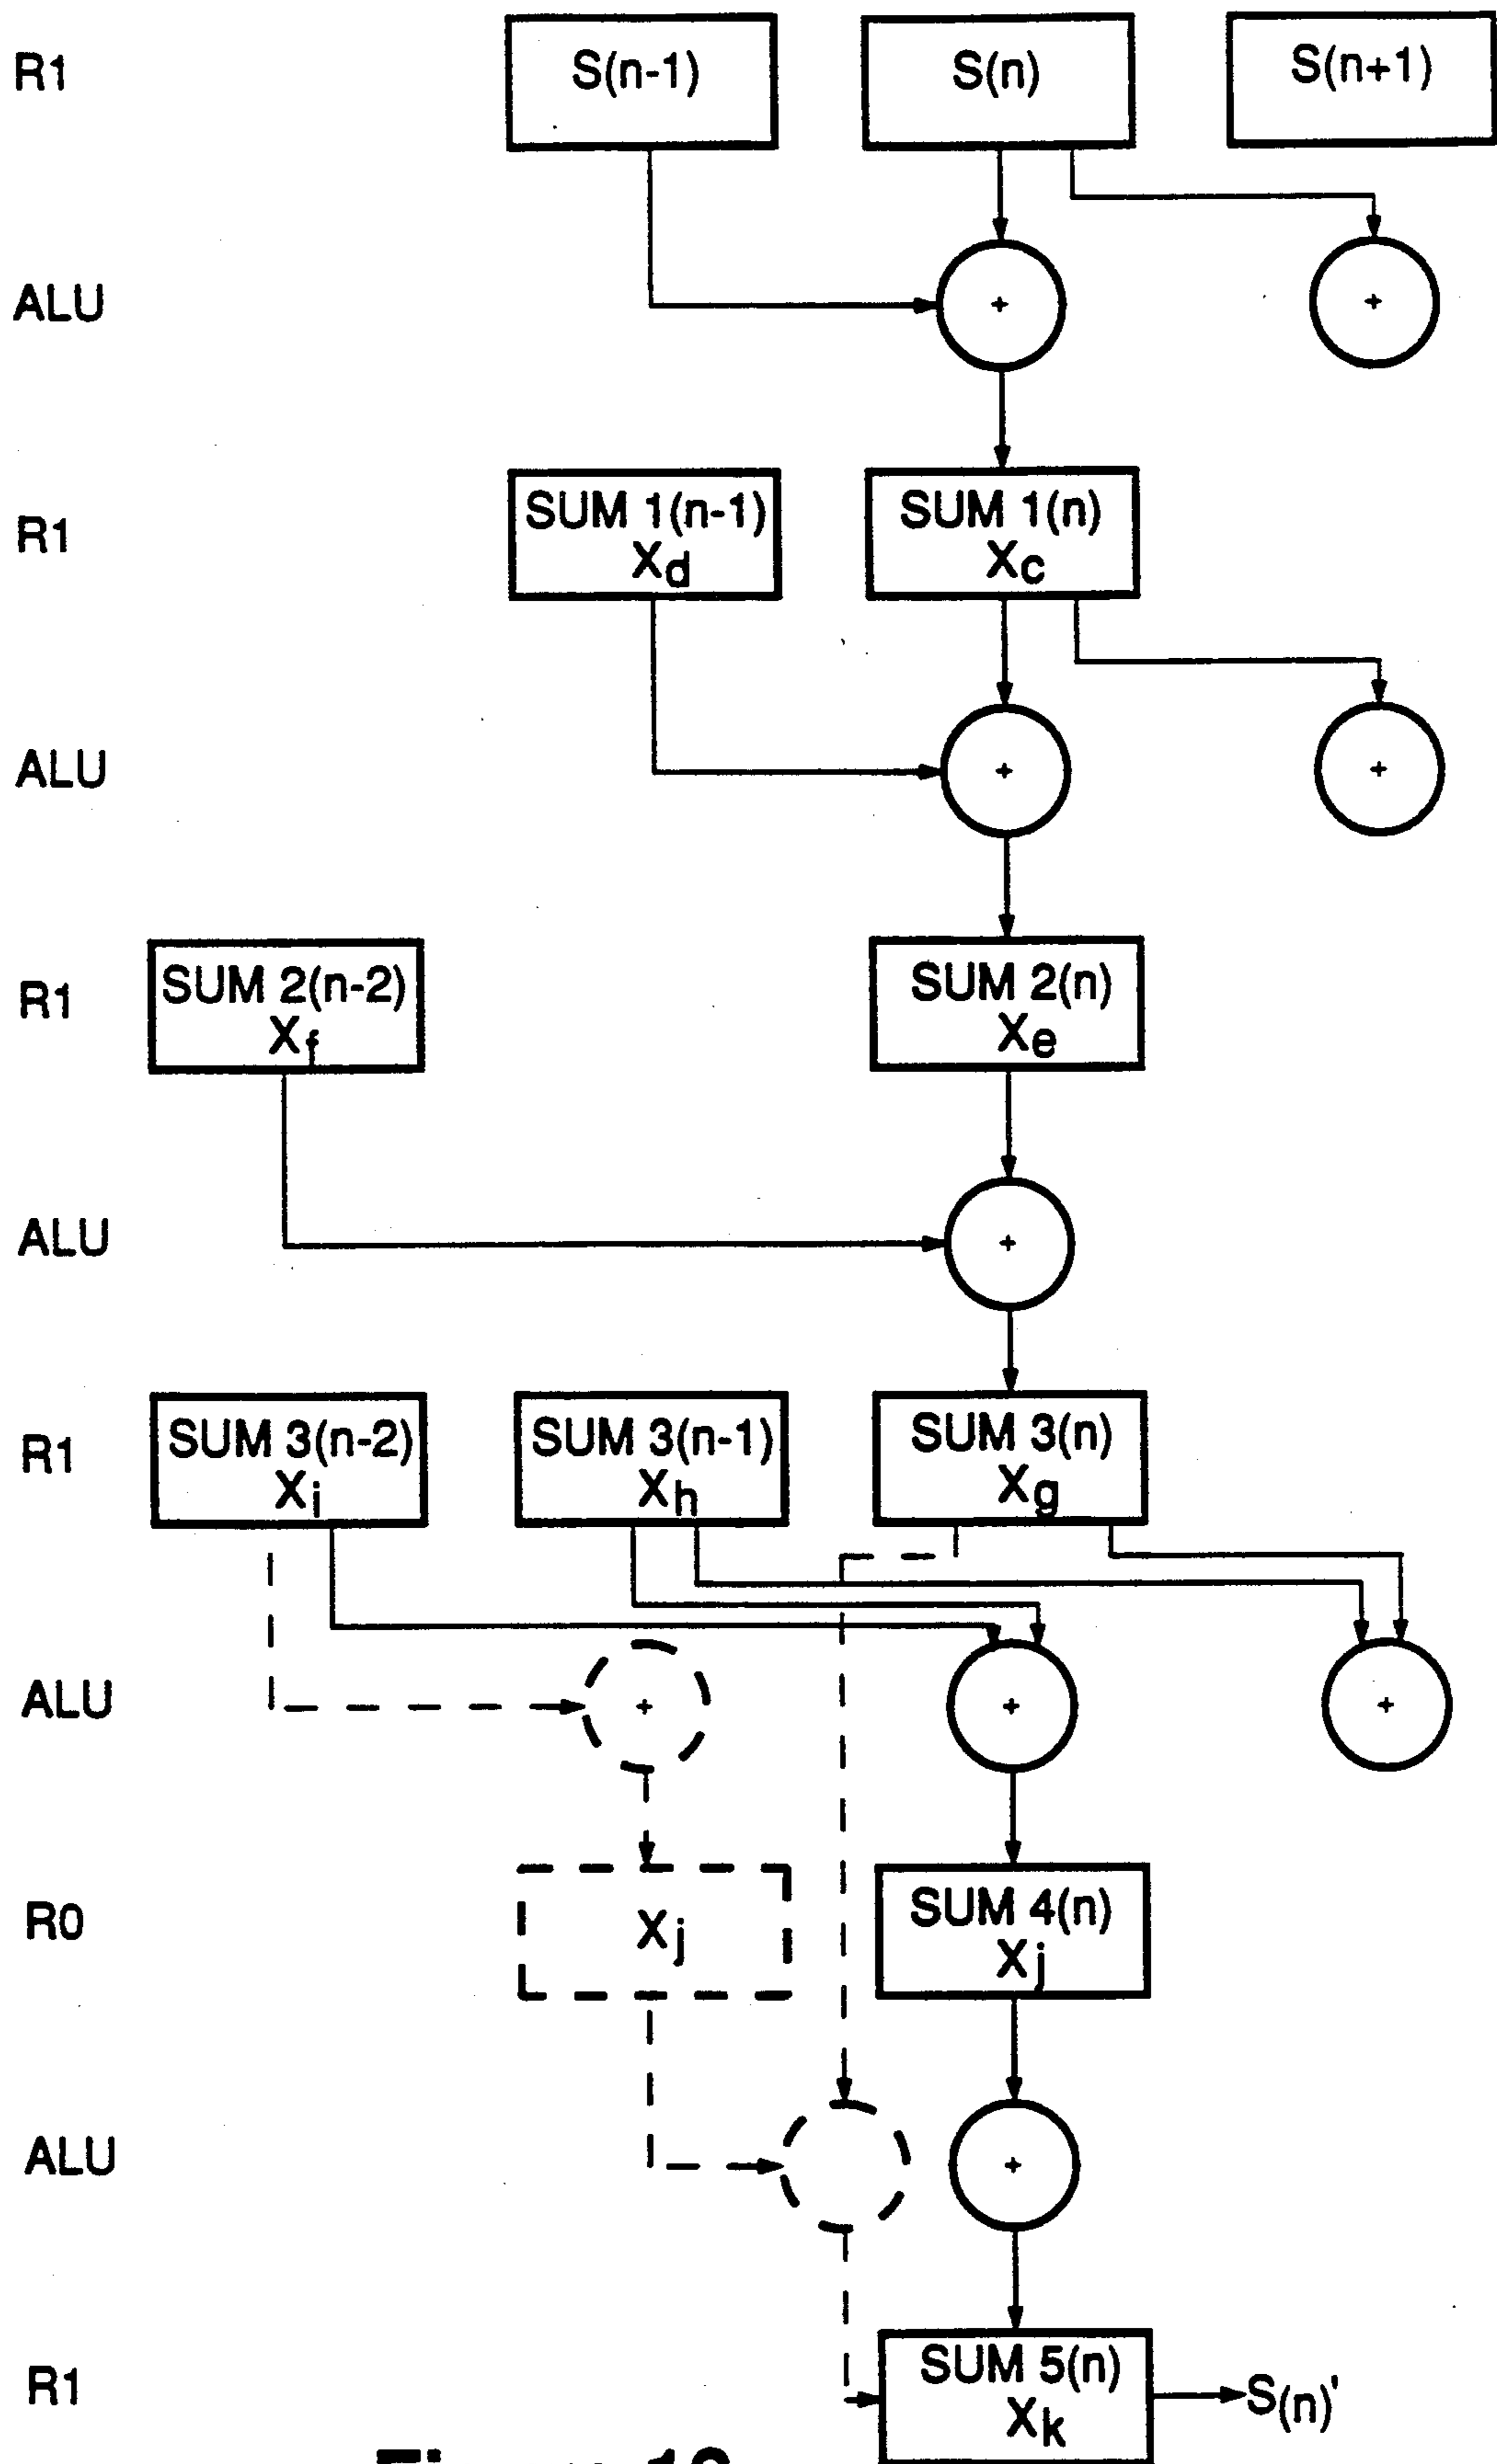 R1 S(n-1) S(n) S(n+1)
ALU + +
R1 SUM 1(n-1) SUM 1(n)
Xd Xc
ALU + +
R1 SUM 2(n-2) SUM 2(n)
Xf Xe
ALU +
R1 SUM 3(n-2) SUM 3(n-1) SUM 3(n)
Xi Xh Xg
ALU + + +
R0 Xj SUM 4(n)
Xj
ALU +
R1 SUM 5(n) S(n)'
Xk